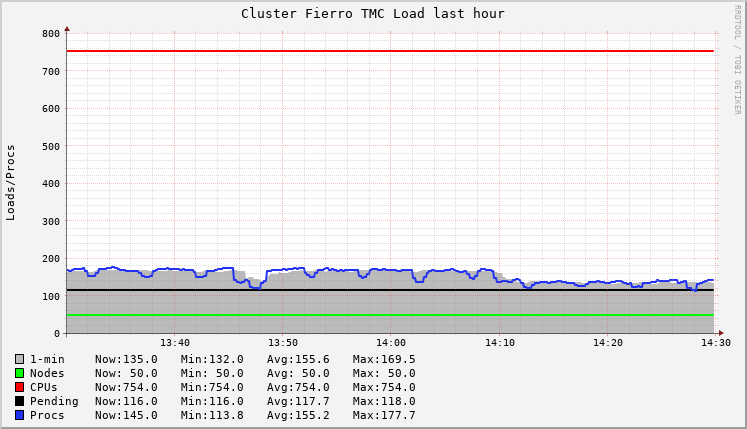 Cluster Fierro TMC Load last hour
RRDTOOL / TOBI OETIKER
Loads/Procs
800
700
600
500
400
300
200
100
0
13:40 13:50 14:00 14:10 14:20 14:30
1-min Now:135.0 Min:132.0 Avg:155.6 Max:169.5
Nodes Now: 50.0 Min: 50.0 Avg: 50.0 Max: 50.0
CPUs Now:754.0 Min:754.0 Avg:754.0 Max:754.0
Pending Now:116.0 Min:116.0 Avg:117.7 Max:118.0
Procs Now:145.0 Min:113.8 Avg:155.2 Max:177.7